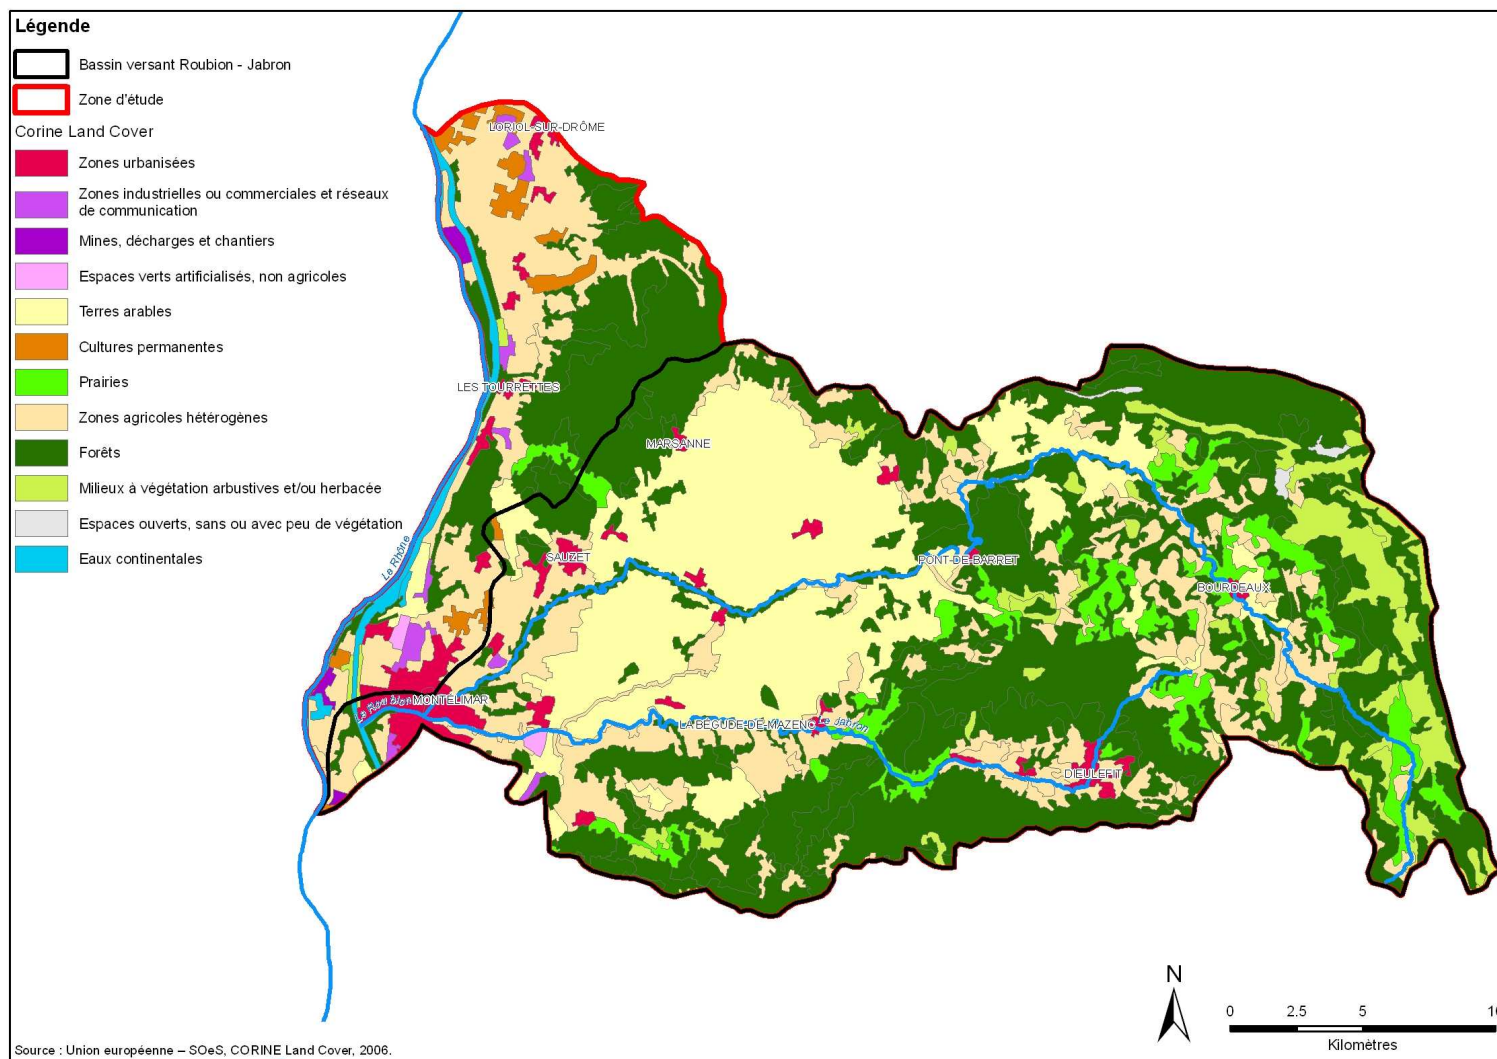 Légende
Bassin versant Roubion - Jabron
Zone d'étude
Corine Land Cover
Zones urbanisées
Zones industrielles ou commerciales et réseaux
de communication
Mines, décharges et chantiers
Espaces verts artificialisés, non agricoles
Terres arables
Cultures permanentes
Prairies
Zones agricoles hétérogènes
Forêts
Milieux à végétation arbustives et/ou herbacée
Espaces ouverts, sans ou avec peu de végétation
Eaux continentales
LORIOL-SUR-DRÔME
LES TOURRETTES
MARSANNE
Le Rhône
SAUZET
PONT-DE-BARRET
BOURDEAUX
Le Roubion
MONTÉLIMAR
LA BÉGUDE-DE-MAZENC
Le Jabron
DIEULEFIT
N
0 2.5 5 10
Kilomètres
Source : Union européenne – SOeS, CORINE Land Cover, 2006.